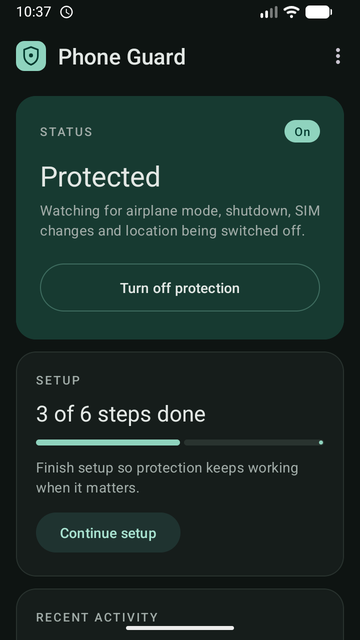 10:37
Phone Guard
STATUS
On
Protected
Watching for airplane mode, shutdown, SIM
changes and location being switched off.
Turn off protection
SETUP
3 of 6 steps done
Finish setup so protection keeps working
when it matters.
Continue setup
RECENT ACTIVITY